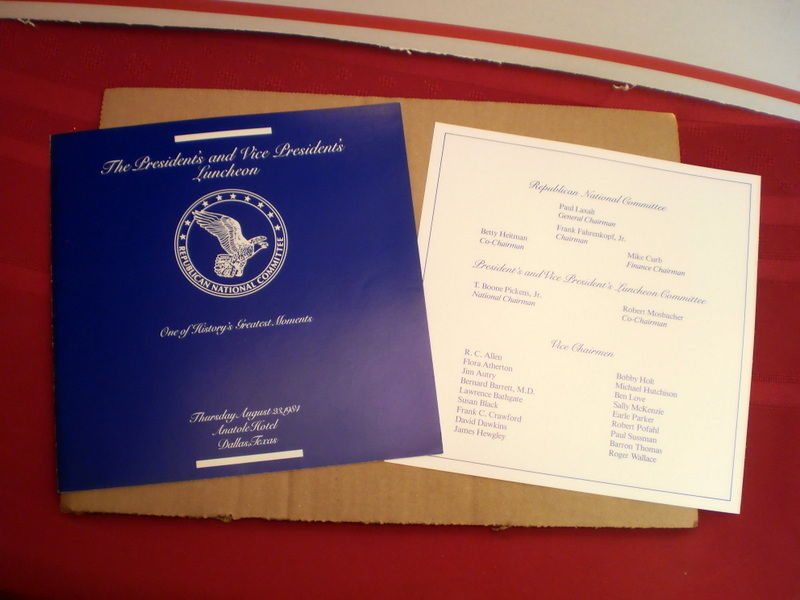 The President's and Vice President's
Luncheon
REPUBLICAN NATIONAL COMMITTEE
One of History's Greatest Moments
Thursday August 23, 1984
Anatole Hotel
Dallas, Texas
Republican National Committee
Paul Laxalt
General Chairman
Betty Heitman
Co-Chairman
Frank Fahrenkopf, Jr.
Chairman
Mike Curb
Finance Chairman
President's and Vice President's Luncheon Committee
T. Boone Pickens, Jr.
National Chairman
Robert Mosbacher
Co-Chairman
Vice Chairmen
R. C. Allen
Flora Atherton
Jim Autry
Bernard Barrett, M.D.
Lawrence Bathgate
Susan Black
Frank C. Crawford
David Dawkins
James Hewgley
Bobby Holt
Michael Hutchison
Ben Love
Sally McKenzie
Earle Parker
Robert Pofahl
Paul Sussman
Barron Thomas
Roger Wallace